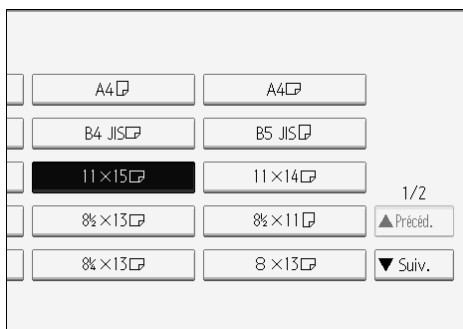 A4 A4
B4 JIS B5 JIS
11×15 11×14
1/2
8½×13 8½×11 ▲Précéd.
8¼×13 8×13 ▼ Suiv.